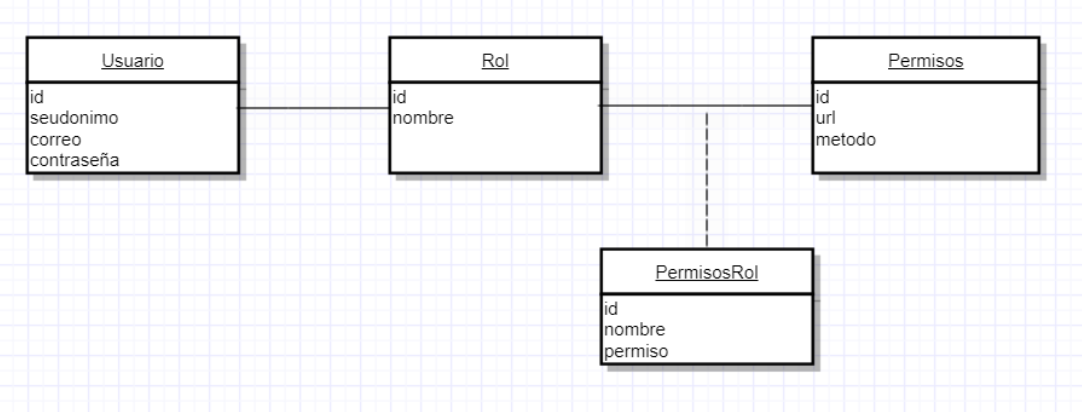 Usuario
id
seudonimo
correo
contraseña
Rol
id
nombre
Permisos
id
url
metodo
PermisosRol
id
nombre
permiso